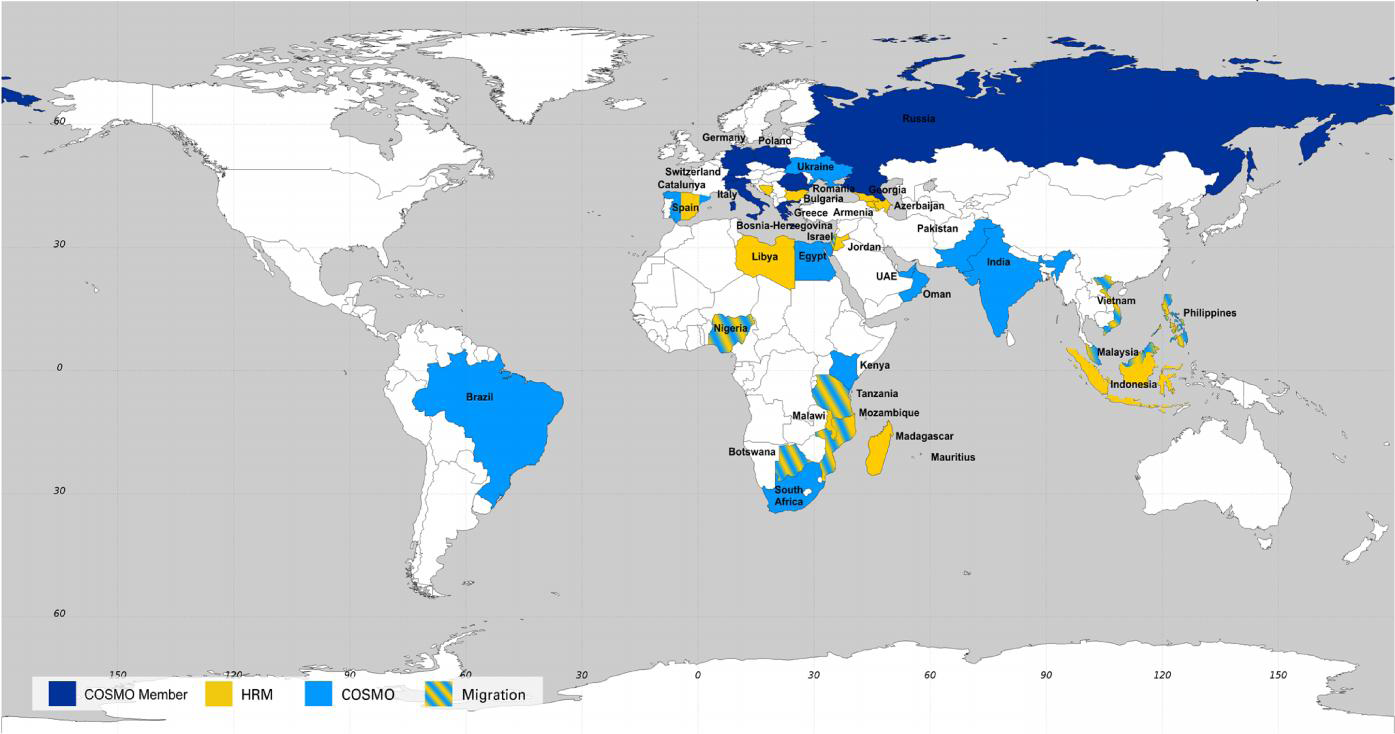 Russia
60
Germany
Poland
Ukraine
Switzerland
Catalunya
Italy
Romania
Georgia
Spain
Bulgaria
Azerbaijan
Greece
Armenia
Bosnia-Herzegovina
Pakistan
Israel
30
Jordan
Libya
Egypt
India
UAE
Oman
Vietnam
Philippines
Nigeria
Malaysia
0
Kenya
Indonesia
Brazil
Tanzania
Malawi
Mozambique
Madagascar
Botswana
Mauritius
30
South
Africa
60
150
120
90
60
30
0
30
60
90
120
150
COSMO Member
HRM
COSMO
Migration